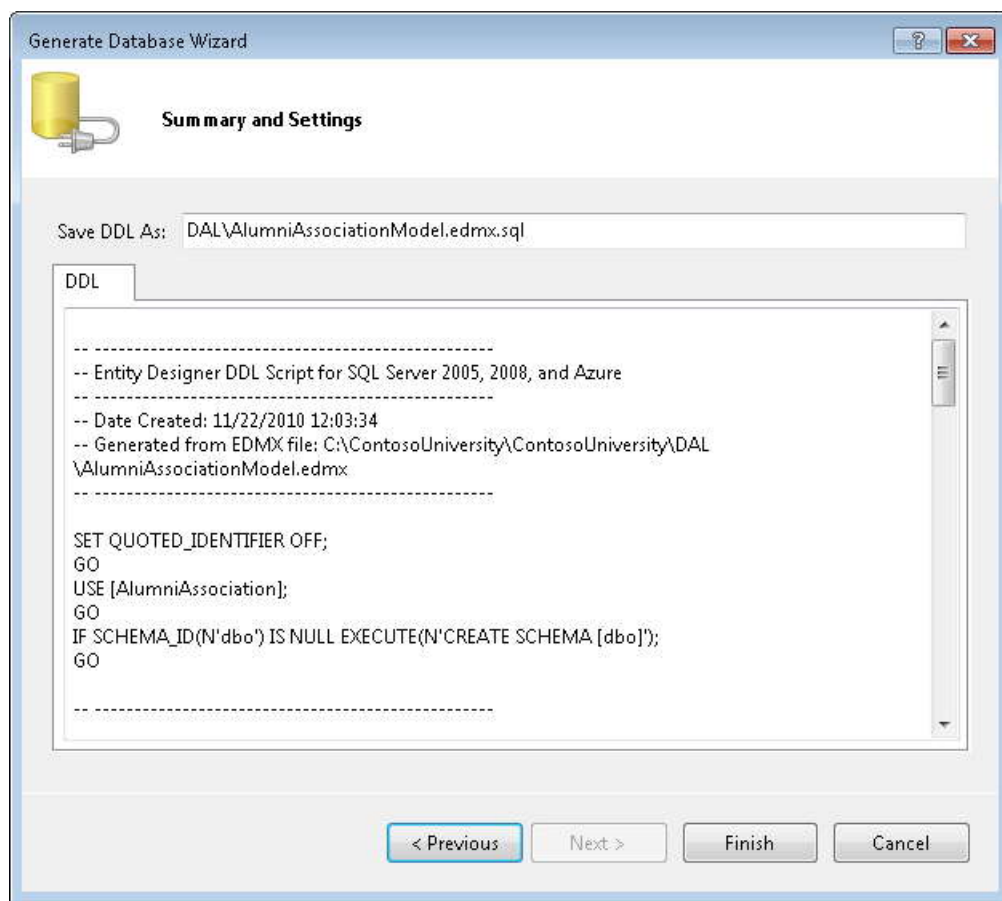 Generate Database Wizard
Summary and Settings
Save DDL As: DAL\AlumniAssociationModel.edmx.sql
DDL
-- --------------------------------------------------
-- Entity Designer DDL Script for SQL Server 2005, 2008, and Azure
-- --------------------------------------------------
-- Date Created: 11/22/2010 12:03:34
-- Generated from EDMX file: C:\ContosoUniversity\ContosoUniversity\DAL
\AlumniAssociationModel.edmx
-- --------------------------------------------------
SET QUOTED_IDENTIFIER OFF;
GO
USE [AlumniAssociation];
GO
IF SCHEMA_ID(N'dbo') IS NULL EXECUTE(N'CREATE SCHEMA [dbo]');
GO
-- --------------------------------------------------
< Previous Next > Finish Cancel